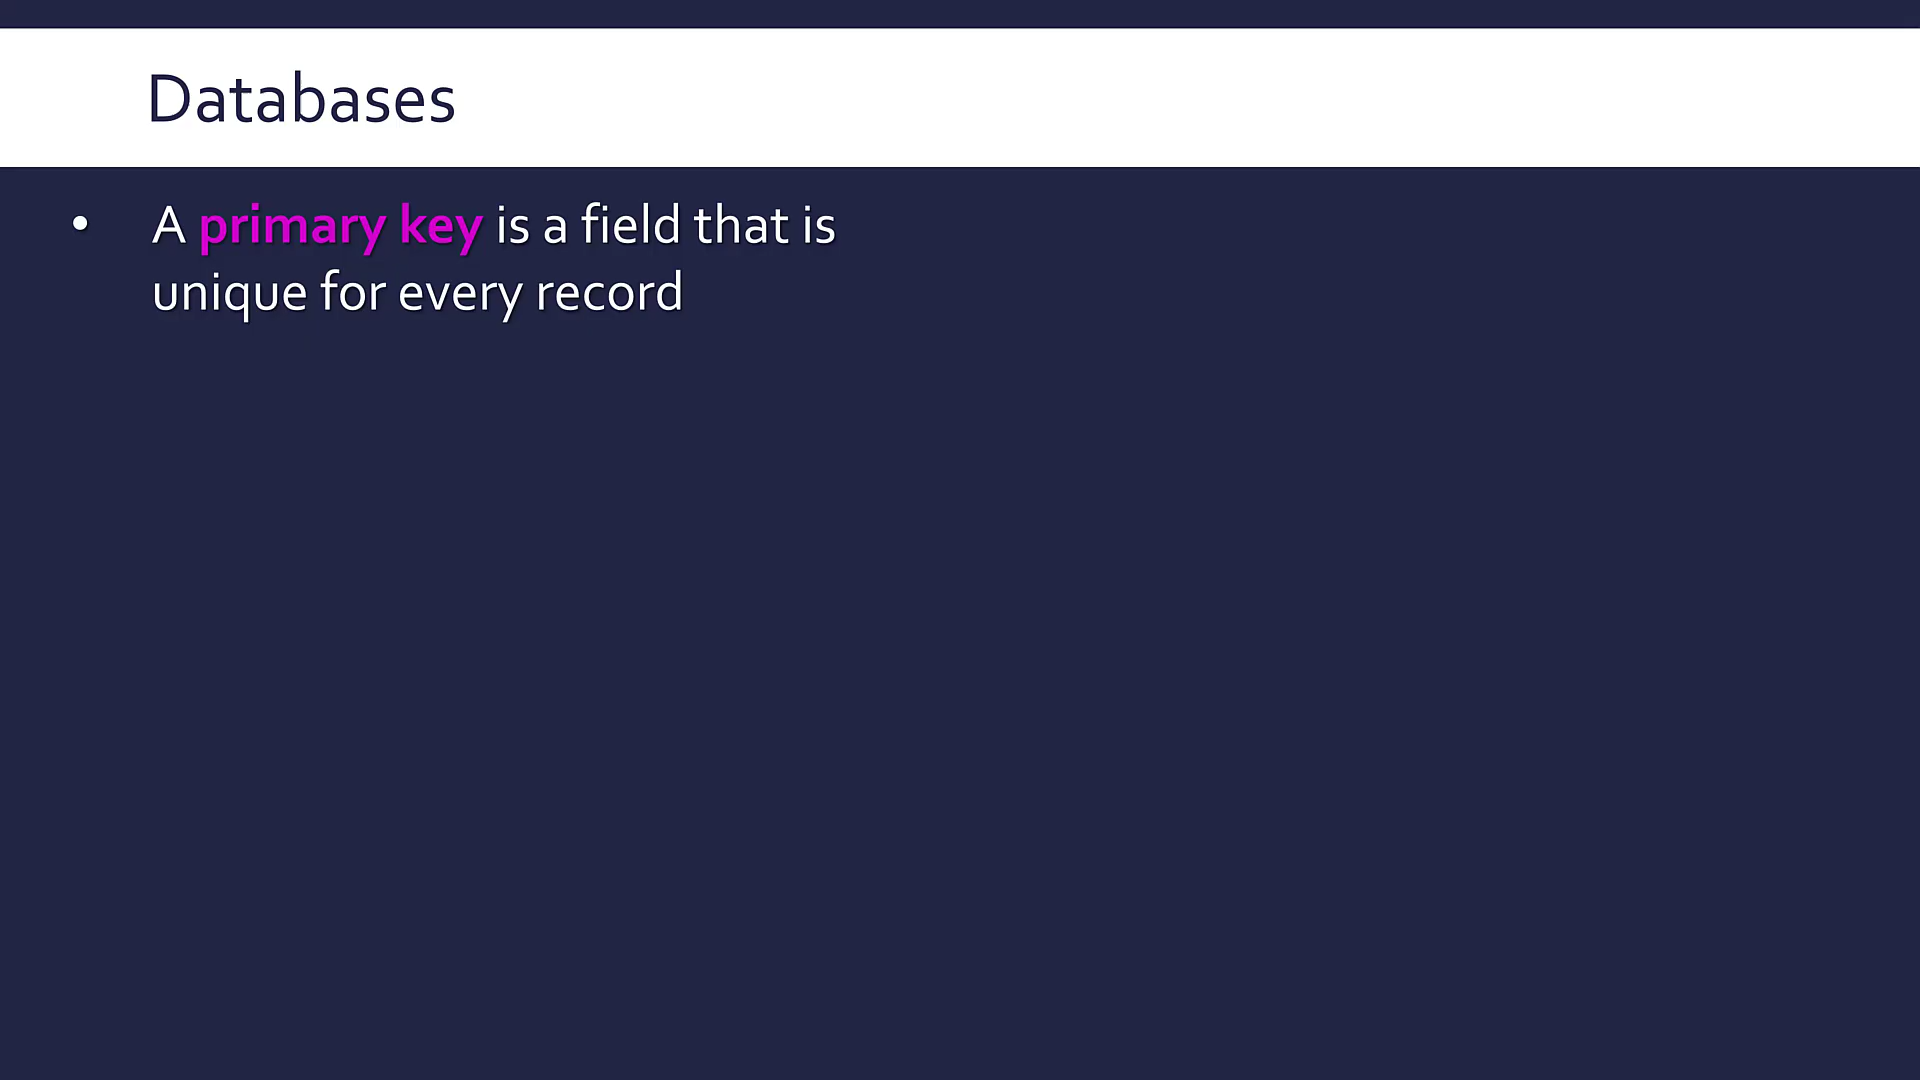 Databases
• A primary key is a field that is
unique for every record